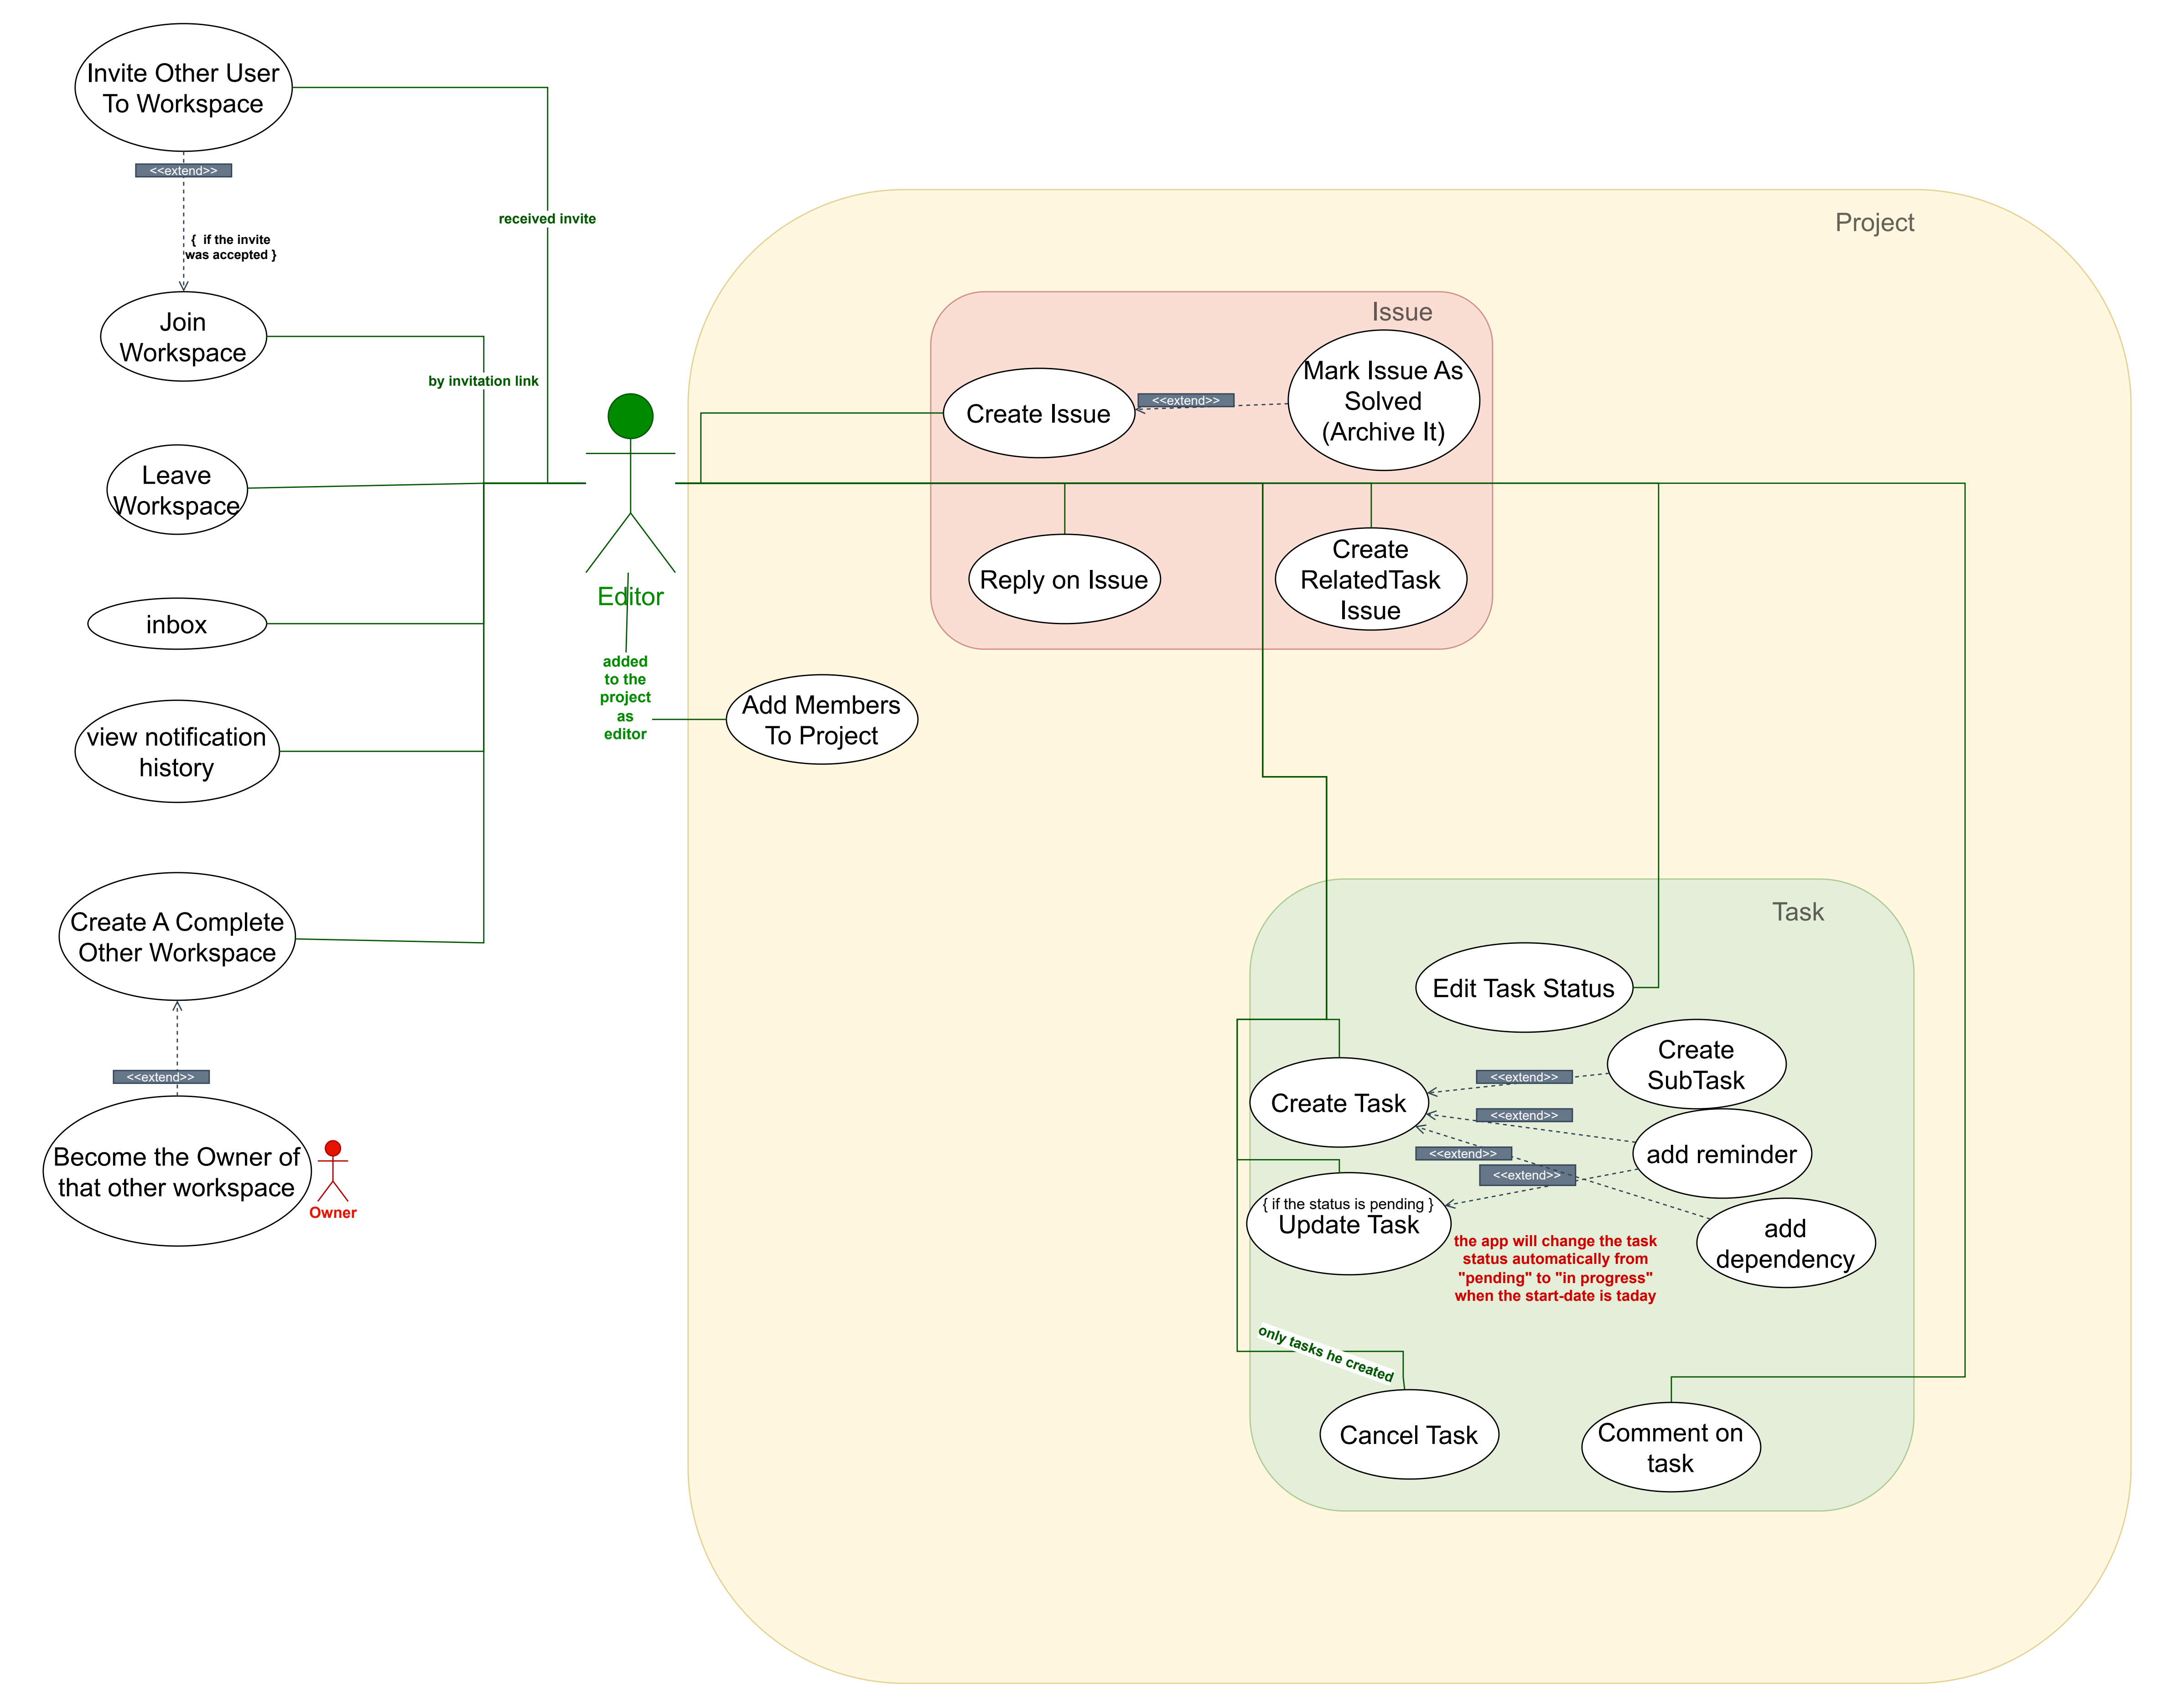 Invite Other User
To Workspace
<<extend>>
{  if the invite
was accepted }
Join
Workspace
Leave
Workspace
inbox
view notification
history
Create A Complete
Other Workspace
<<extend>>
Become the Owner of
that other workspace
Owner
received invite
by invitation link
Editor
added
to the
project
as
editor
Project
Issue
Create Issue
<<extend>>
Mark Issue As
Solved
(Archive It)
Reply on Issue
Create
RelatedTask
Issue
Add Members
To Project
Task
Edit Task Status
Create
SubTask
<<extend>>
Create Task
<<extend>>
add reminder
<<extend>>
<<extend>>
{ if the status is pending }
Update Task
add
dependency
the app will change the task
status automatically from
"pending" to "in progress"
when the start-date is taday
only tasks he created
Cancel Task
Comment on
task